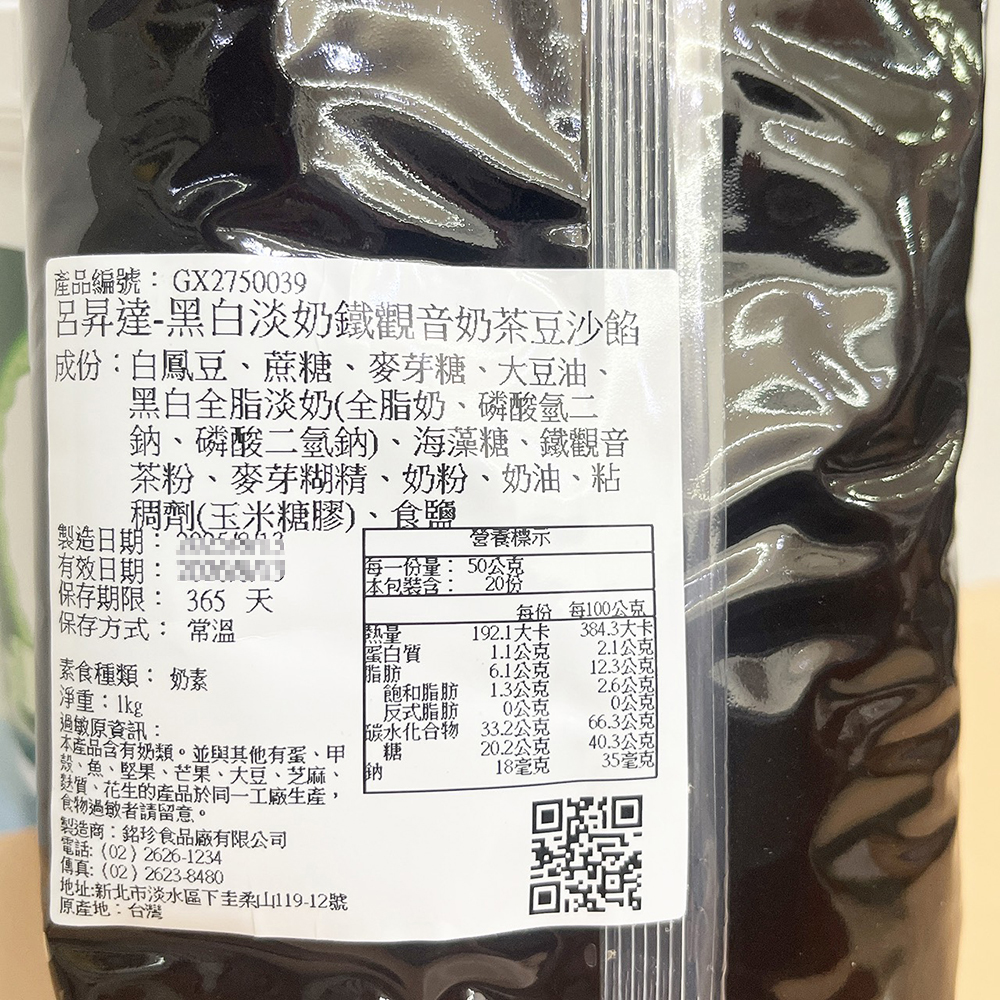 產品編號： GX2750039
呂昇達-黑白淡奶鐵觀音奶茶豆沙餡
成份：白鳳豆、蔗糖、麥芽糖、大豆油、
黑白全脂淡奶(全脂奶、磷酸氫二
鈉、磷酸二氫鈉)、海藻糖、鐵觀音
茶粉、麥芽糊精、奶粉、奶油、粘
稠劑(玉米糖膠)、食鹽
製造日期：
有效日期：
保存期限： 365 天
保存方式： 常溫
素食種類： 奶素
淨重：1kg
過敏原資訊：
本產品含有奶類。並與其他有蛋、甲
殼、魚、堅果、芒果、大豆、芝麻、
麩質、花生的產品於同一工廠生產，
食物過敏者請留意。
製造商：銘珍食品廠有限公司
電話:（02）2626-1234
傳真:（02）2623-8480
地址:新北市淡水區下圭柔山119-12號
原產地：台灣
營養標示
每一份量： 50公克
本包裝含： 20份
每份 每100公克
熱量 192.1大卡 384.3大卡
蛋白質 1.1公克 2.1公克
脂肪 6.1公克 12.3公克
飽和脂肪 1.3公克 2.6公克
反式脂肪 0公克 0公克
碳水化合物 33.2公克 66.3公克
糖 20.2公克 40.3公克
鈉 18毫克 35毫克